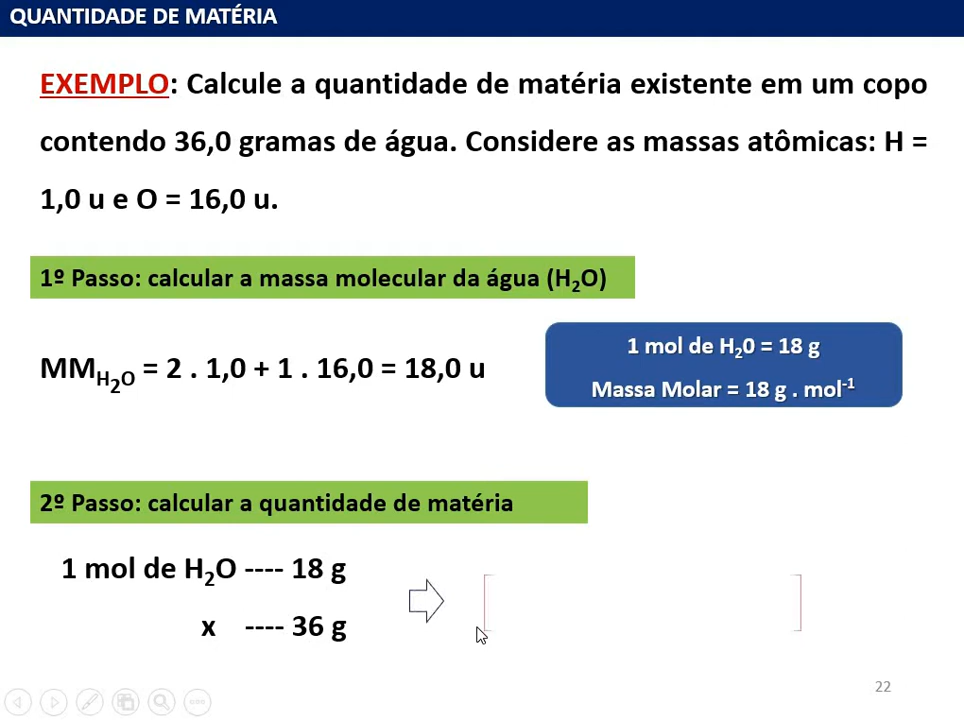 QUANTIDADE DE MATÉRIA
EXEMPLO: Calcule a quantidade de matéria existente em um copo
contendo 36,0 gramas de água. Considere as massas atômicas: H =
1,0 u e O = 16,0 u.
1º Passo: calcular a massa molecular da água (H₂O)
MM_H₂O = 2 . 1,0 + 1 . 16,0 = 18,0 u
1 mol de H₂0 = 18 g
Massa Molar = 18 g . mol⁻¹
2º Passo: calcular a quantidade de matéria
1 mol de H₂O ---- 18 g
x ---- 36 g
22